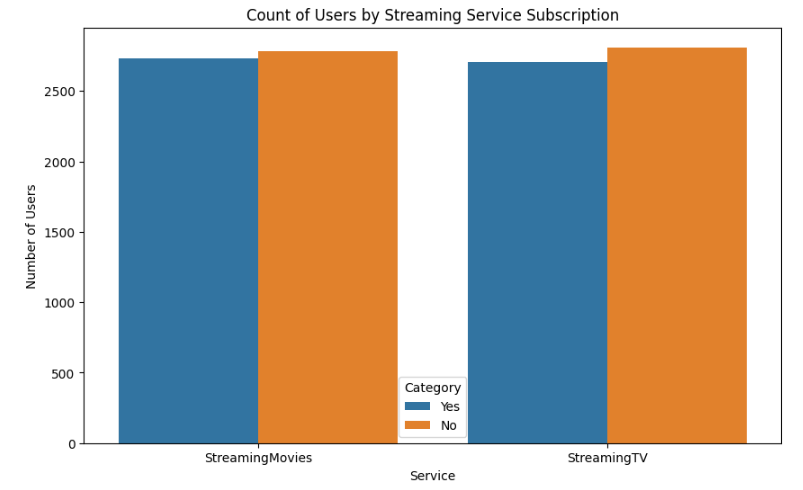 Count of Users by Streaming Service Subscription
Number of Users
2500
2000
1500
1000
500
0
Category
Yes
No
StreamingMovies
StreamingTV
Service